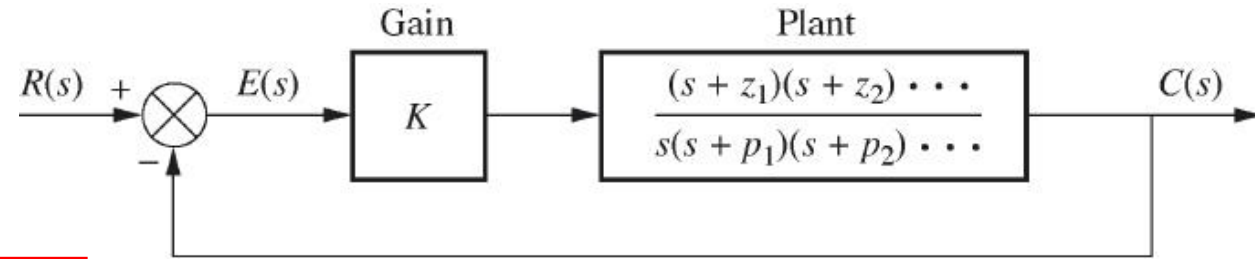 Gain
Plant
R(s) + E(s) K (s + z₁)(s + z₂) • • • C(s)
s(s + p₁)(s + p₂) • • •
−